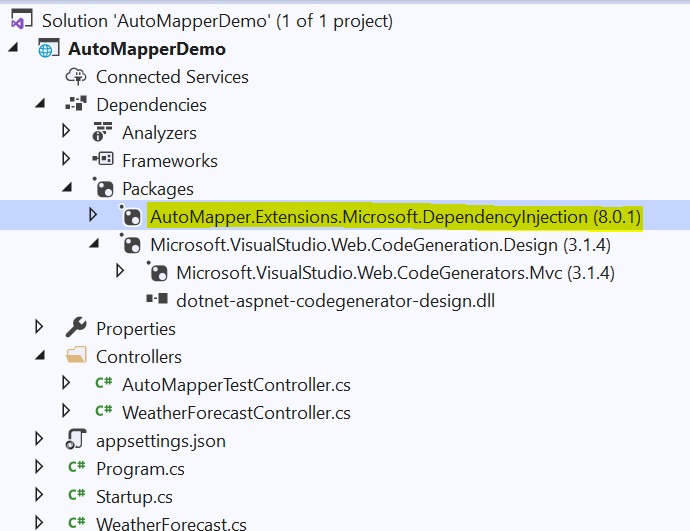 Solution 'AutoMapperDemo' (1 of 1 project)
AutoMapperDemo
Connected Services
Dependencies
Analyzers
Frameworks
Packages
AutoMapper.Extensions.Microsoft.DependencyInjection (8.0.1)
Microsoft.VisualStudio.Web.CodeGeneration.Design (3.1.4)
Microsoft.VisualStudio.Web.CodeGenerators.Mvc (3.1.4)
dotnet-aspnet-codegenerator-design.dll
Properties
Controllers
C# AutoMapperTestController.cs
C# WeatherForecastController.cs
appsettings.json
C# Program.cs
C# Startup.cs
C# WeatherForecast.cs